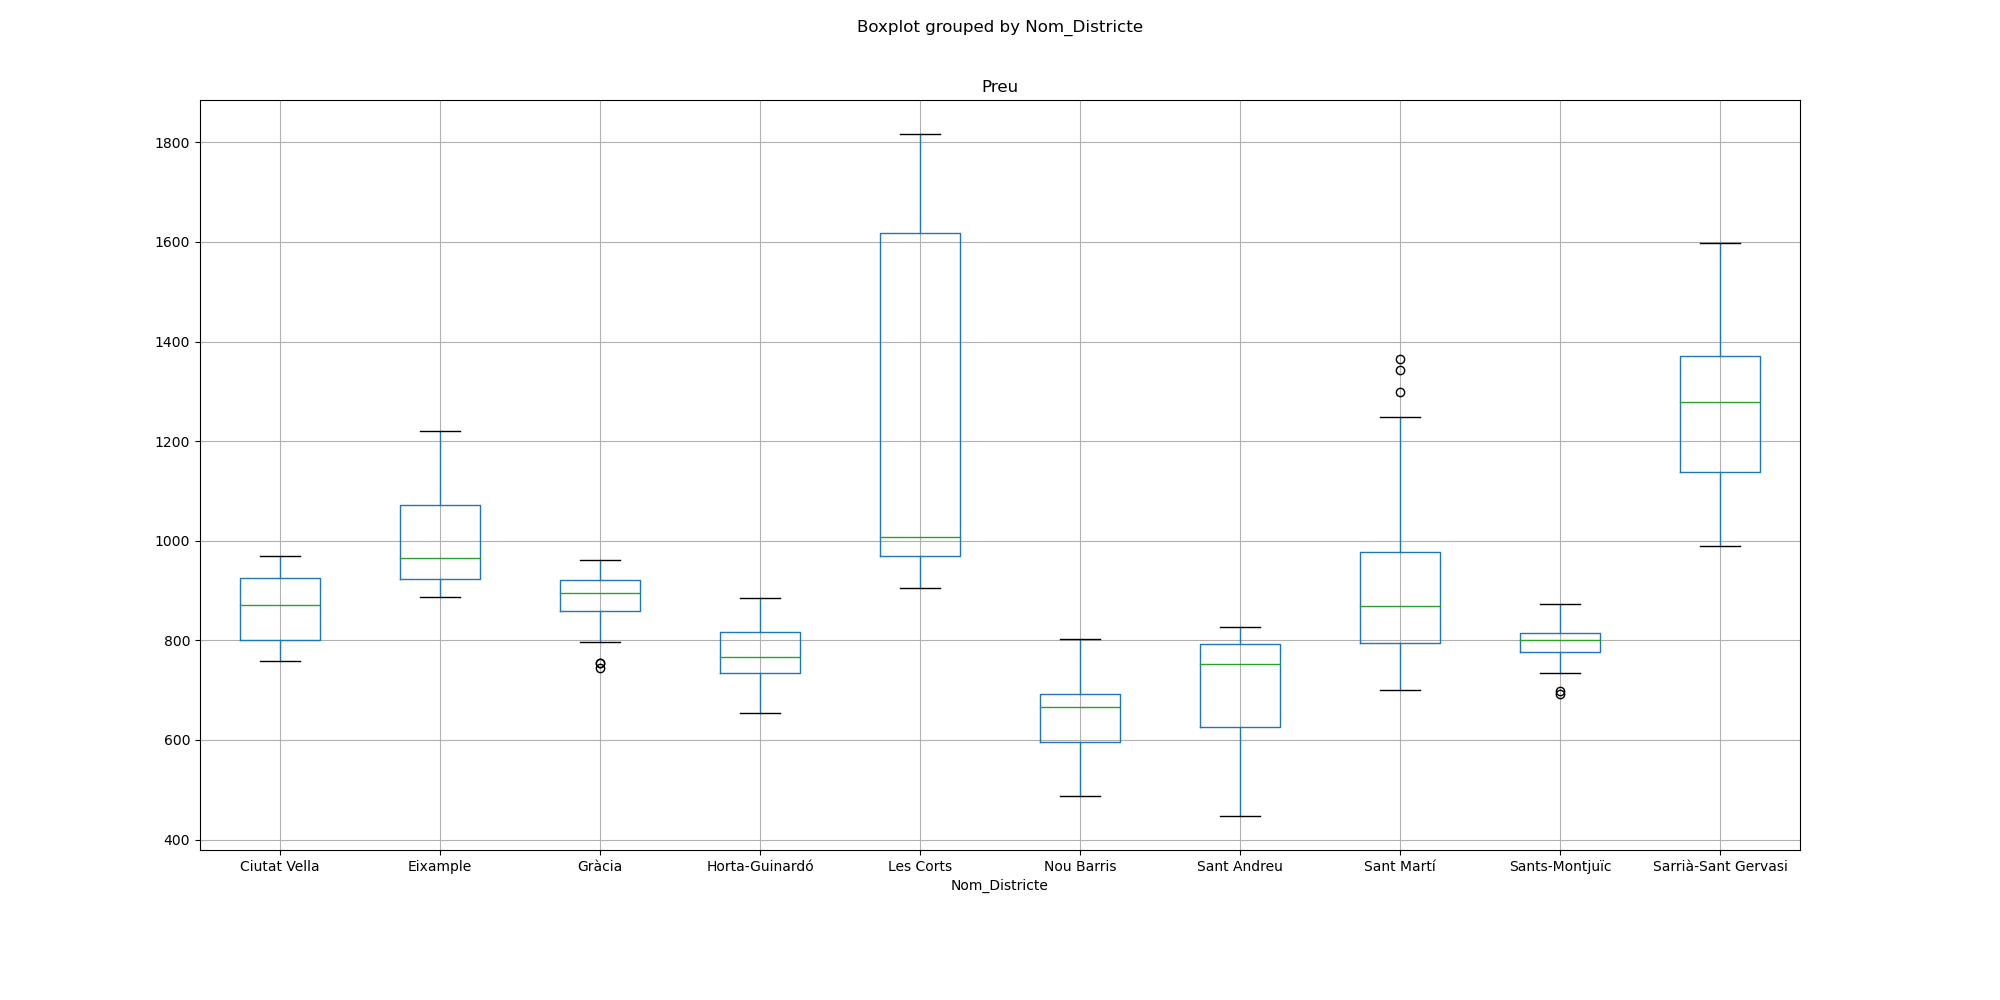 Boxplot grouped by Nom_Districte
Preu
1800
1600
1400
1200
1000
800
600
400
Ciutat Vella Eixample Gràcia Horta-Guinardó Les Corts Nou Barris Sant Andreu Sant Martí Sants-Montjuïc Sarrià-Sant Gervasi
Nom_Districte